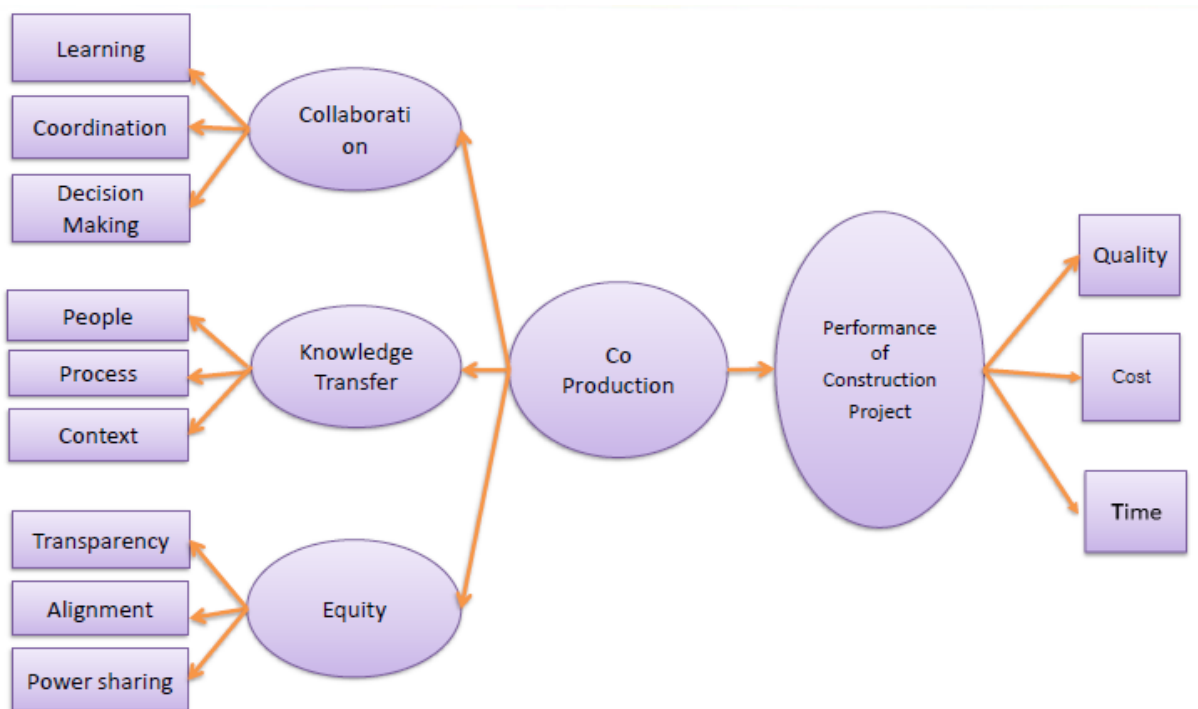 Learning
Coordination
Decision
Making
Collaborati
on
People
Process
Context
Knowledge
Transfer
Transparency
Alignment
Power sharing
Equity
Co
Production
Performance
of
Construction
Project
Quality
Cost
Time